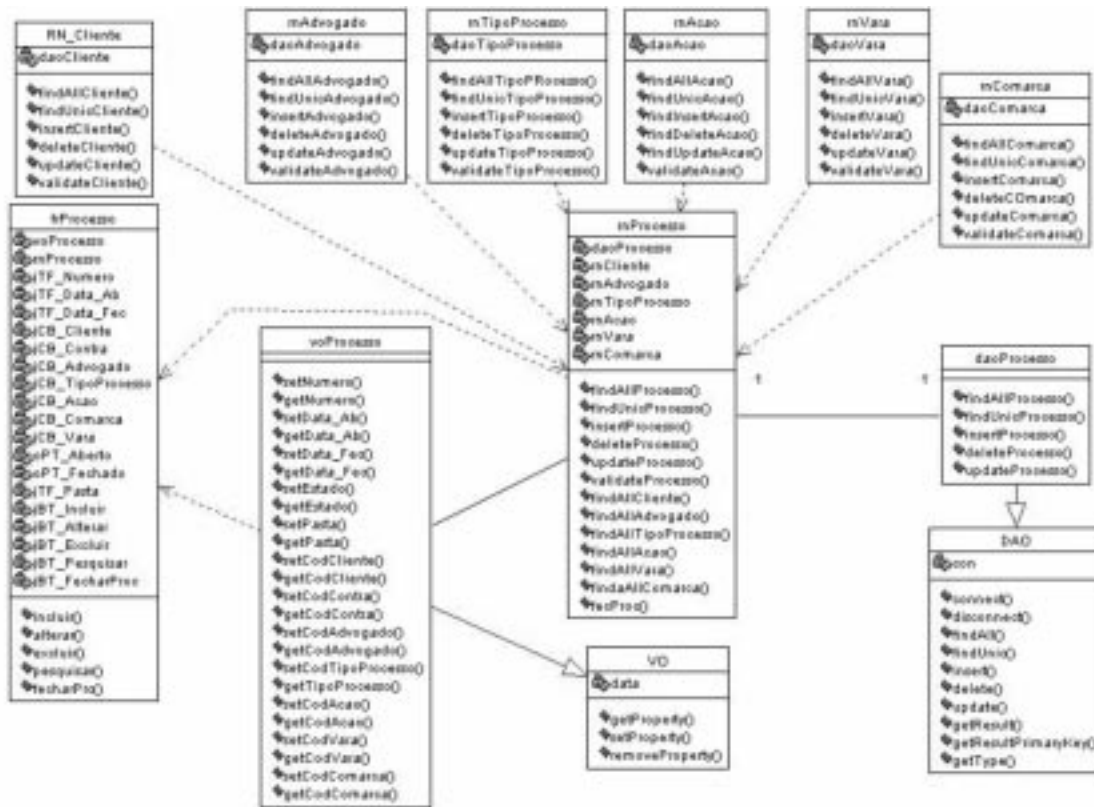 RN_Cliente
daoCliente
findAllCliente()
findUnicCliente()
insertCliente()
deleteCliente()
updateCliente()
validateCliente()
rnAdvogado
daoAdvogado
findAllAdvogado()
findUnicAdvogado()
insertAdvogado()
deleteAdvogado()
updateAdvogado()
validateAdvogado()
rnTipoProcesso
daoTipoProcesso
findAllTipoPRocesso()
findUnicTipoProcesso()
insertTipoProcesso()
deleteTipoProcesso()
updateTipoProcesso()
validateTipoProcesso()
rnAcao
daoAcao
findAllAcao()
findUnicAcao()
findInsertAcao()
findDeleteAcao()
findUpdateAcao()
validateAcao()
rnVara
daoVara
findAllVara()
findUnicVara()
insertVara()
deleteVara()
updateVara()
validateVara()
rnComarca
daoComarca
findAllComarca()
findUnicComarca()
insertComarca()
deleteCOmarca()
updateComarca()
validateComarca()
frProcesso
voProcesso
rnProcesso
jTF_Numero
jTF_Data_Ab
jTF_Data_Fec
jCB_Cliente
jCB_Contra
jCB_Advogado
jCB_TipoProcesso
jCB_Acao
jCB_Comarca
jCB_Vara
oPT_Aberto
oPT_Fechado
jTF_Pasta
jBT_Incluir
jBT_Alterar
jBT_Excluir
jBT_Pesquisar
jBT_FecharProc
incluir()
alterar()
excluir()
pesquisar()
fecharPro()
voProcesso
setNumero()
getNumero()
setData_Ab()
getData_Ab()
setData_Fec()
getData_Fec()
setEstado()
getEstado()
setPasta()
getPasta()
setCodCliente()
getCodCliente()
setCodContra()
getCodContra()
setCodAdvogado()
getCodAdvogado()
setCodTipoProcesso()
getTipoProcesso()
setCodAcao()
getCodAcao()
setCodVara()
getCodVara()
setCodComarca()
getCodComarca()
rnProcesso
daoProcesso
rnCliente
rnAdvogado
rnTipoProcesso
rnAcao
rnVara
rnComarca
findAllProcesso()
findUnicProcesso()
insertProcesso()
deleteProcesso()
updateProcesso()
validateProcesso()
findAllCliente()
findAllAdvogado()
findAllTipoProcesso()
findAllAcao()
findAllVara()
findaAllComarca()
fecProc()
1
1
daoProcesso
findAllProcesso()
findUnicProcesso()
insertProcesso()
deleteProcesso()
updateProcesso()
VO
data
getProperty()
setProperty()
removeProperty()
DAO
con
connect()
disconnect()
findAll()
findUnic()
insert()
delete()
update()
getResult()
getResultPrimaryKey()
getType()